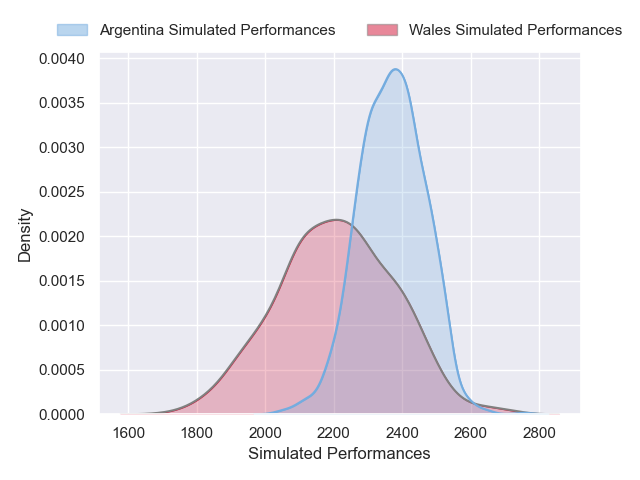 Argentina Simulated Performances Wales Simulated Performances
0.0040
0.0035
0.0030
0.0025
0.0020
0.0015
0.0010
0.0005
0.0000
Density
1600 1800 2000 2200 2400 2600 2800
Simulated Performances